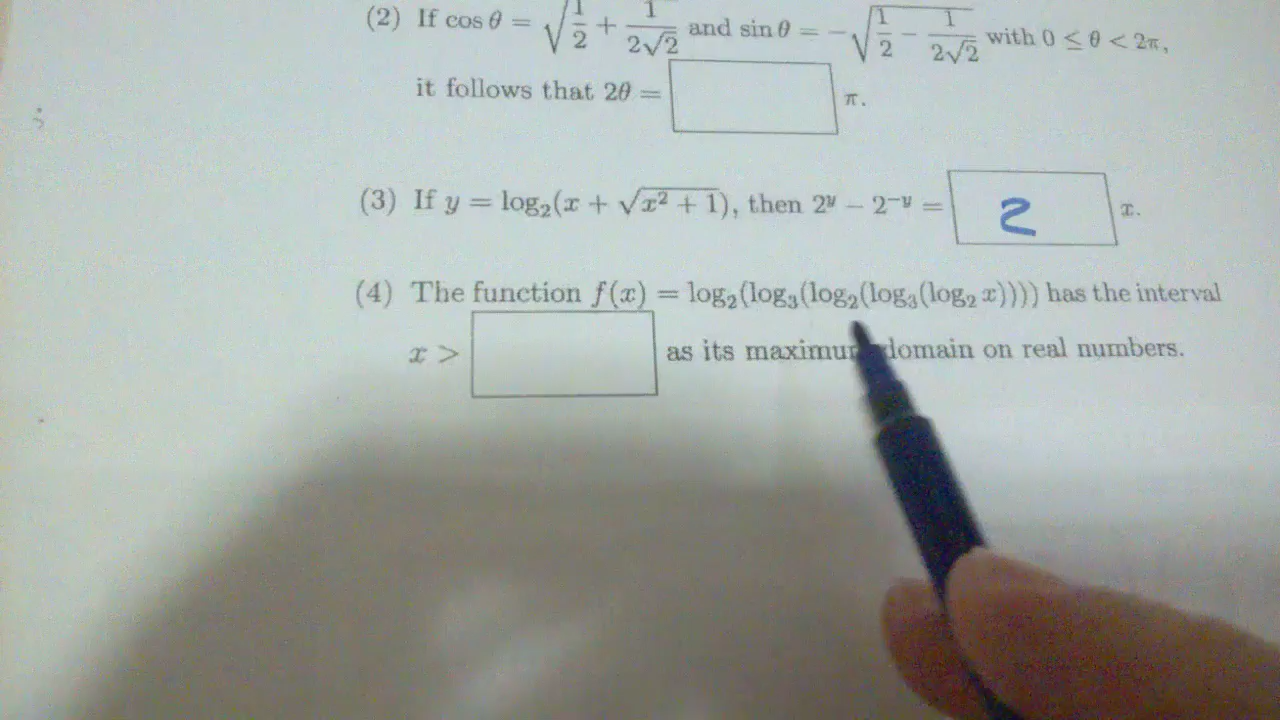 (2) If cos θ = √(1/2 + 1/(2√2)) and sin θ = −√(1/2 − 1/(2√2)) with 0 ≤ θ < 2π,
it follows that 2θ = π.
(3) If y = log₂(x + √(x² + 1)), then 2^y − 2^−y = 2 x.
(4) The function f(x) = log₂(log₃(log₂(log₃(log₂ x)))) has the interval
x > as its maximum domain on real numbers.